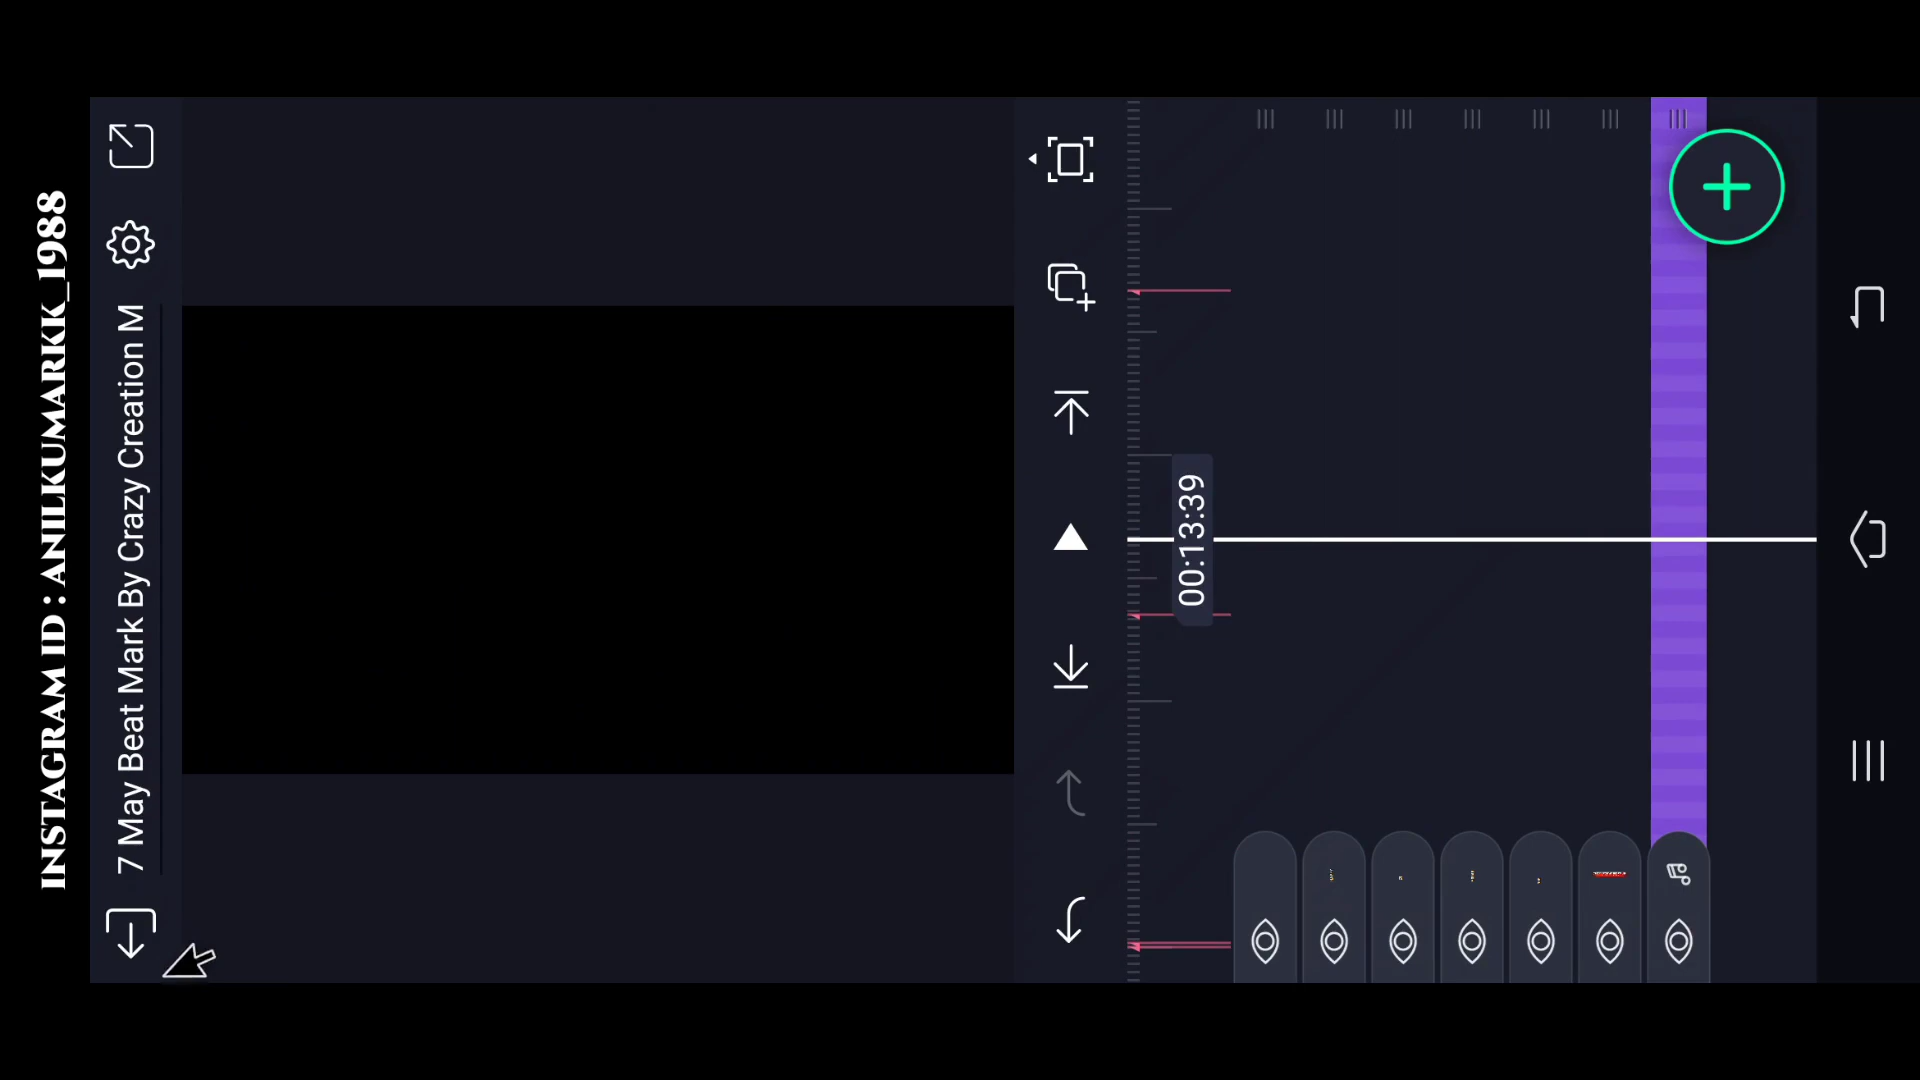 INSTAGRAM ID : ANILKUMARKK_1988
7 May Beat Mark By Crazy Creation M
00:13:39